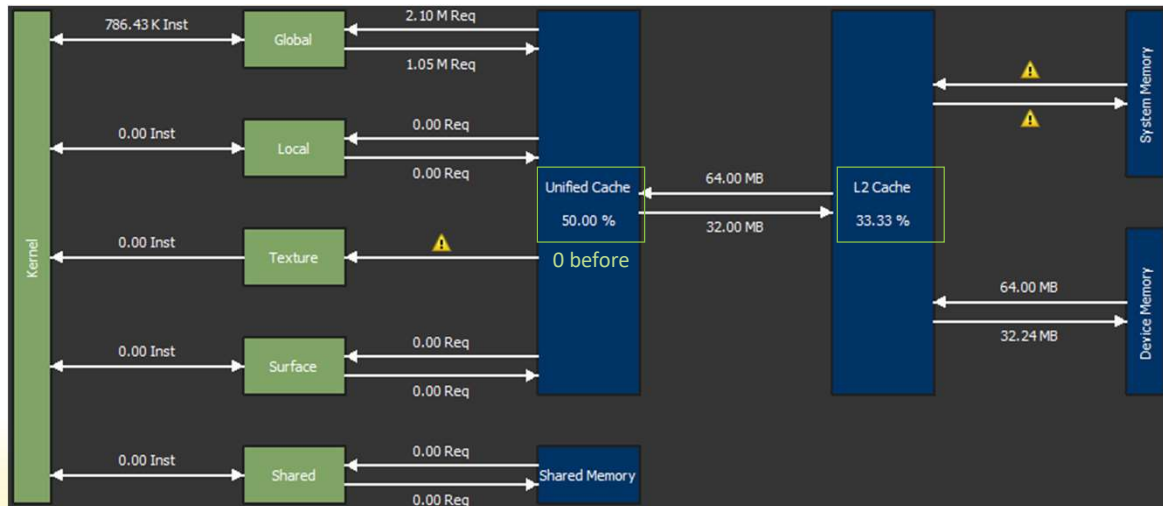 Kernel
786.43 K Inst
Global
2.10 M Req
1.05 M Req
0.00 Inst
Local
0.00 Req
0.00 Req
0.00 Inst
Texture
0.00 Inst
Surface
0.00 Req
0.00 Req
0.00 Inst
Shared
0.00 Req
0.00 Req
Unified Cache
50.00 %
0 before
Shared Memory
64.00 MB
32.00 MB
L2 Cache
33.33 %
System Memory
64.00 MB
32.24 MB
Device Memory